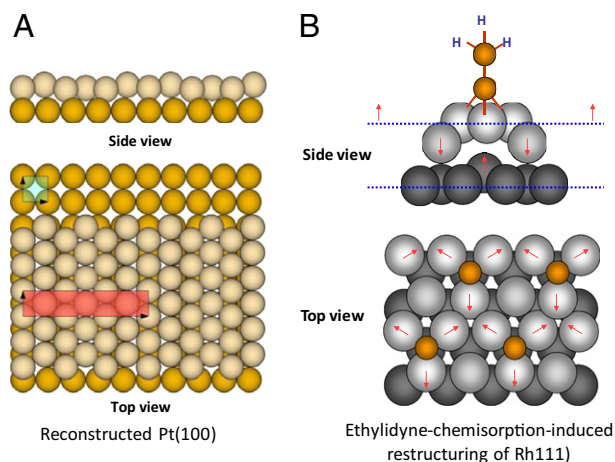 A
Side view
Top view
Reconstructed Pt(100)
B
H
H H
Side view
Top view
Ethylidyne-chemisorption-induced
restructuring of Rh111)